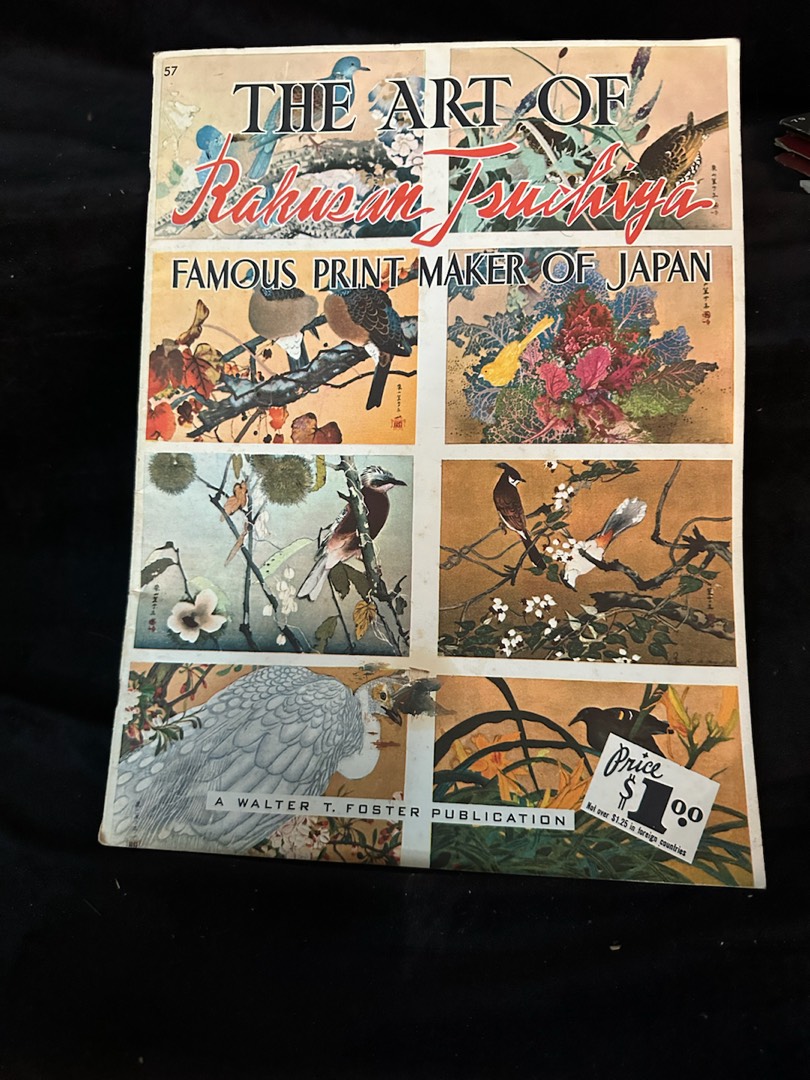 57
THE ART OF
Rakusan Tsuchiya
FAMOUS PRINT MAKER OF JAPAN
A WALTER T. FOSTER PUBLICATION
Price
$1.00
Not over $1.25 in foreign countries